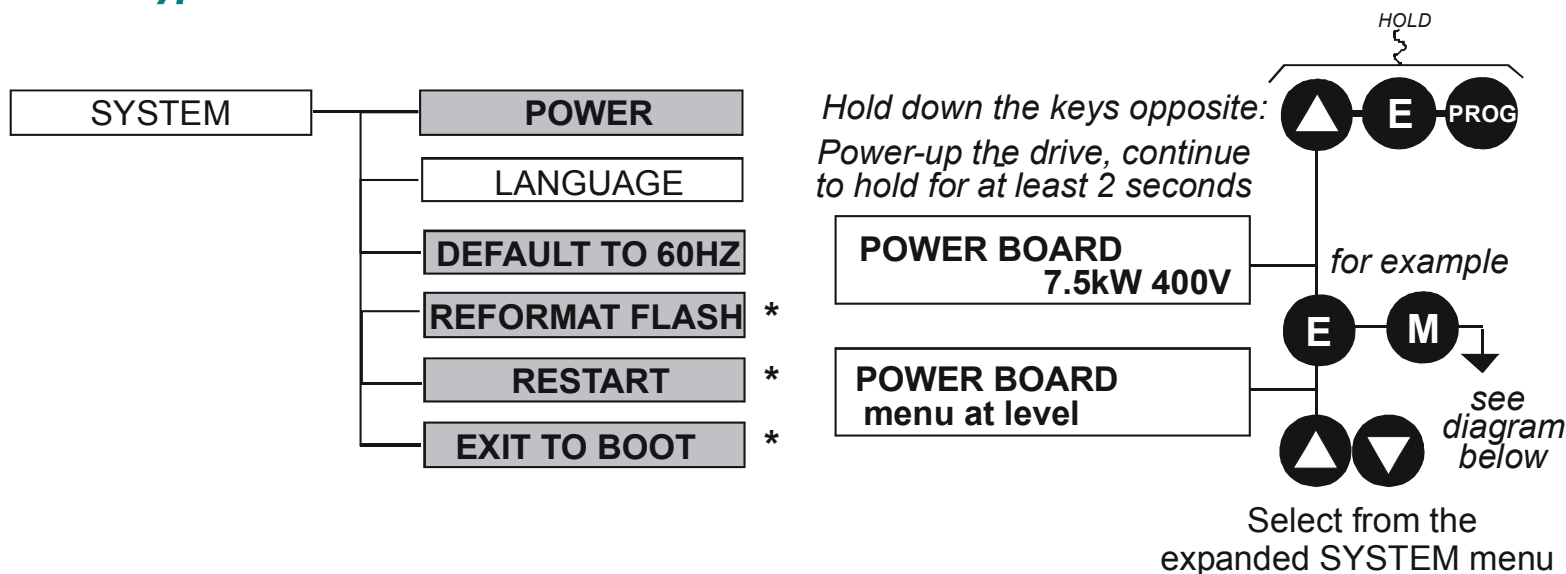 SYSTEM
POWER
LANGUAGE
DEFAULT TO 60HZ
REFORMAT FLASH *
RESTART *
EXIT TO BOOT *
HOLD
Hold down the keys opposite:
E
PROG
Power-up the drive, continue
to hold for at least 2 seconds
POWER BOARD
7.5kW 400V
for example
E
M
POWER BOARD
menu at level
see
diagram
below
Select from the
expanded SYSTEM menu